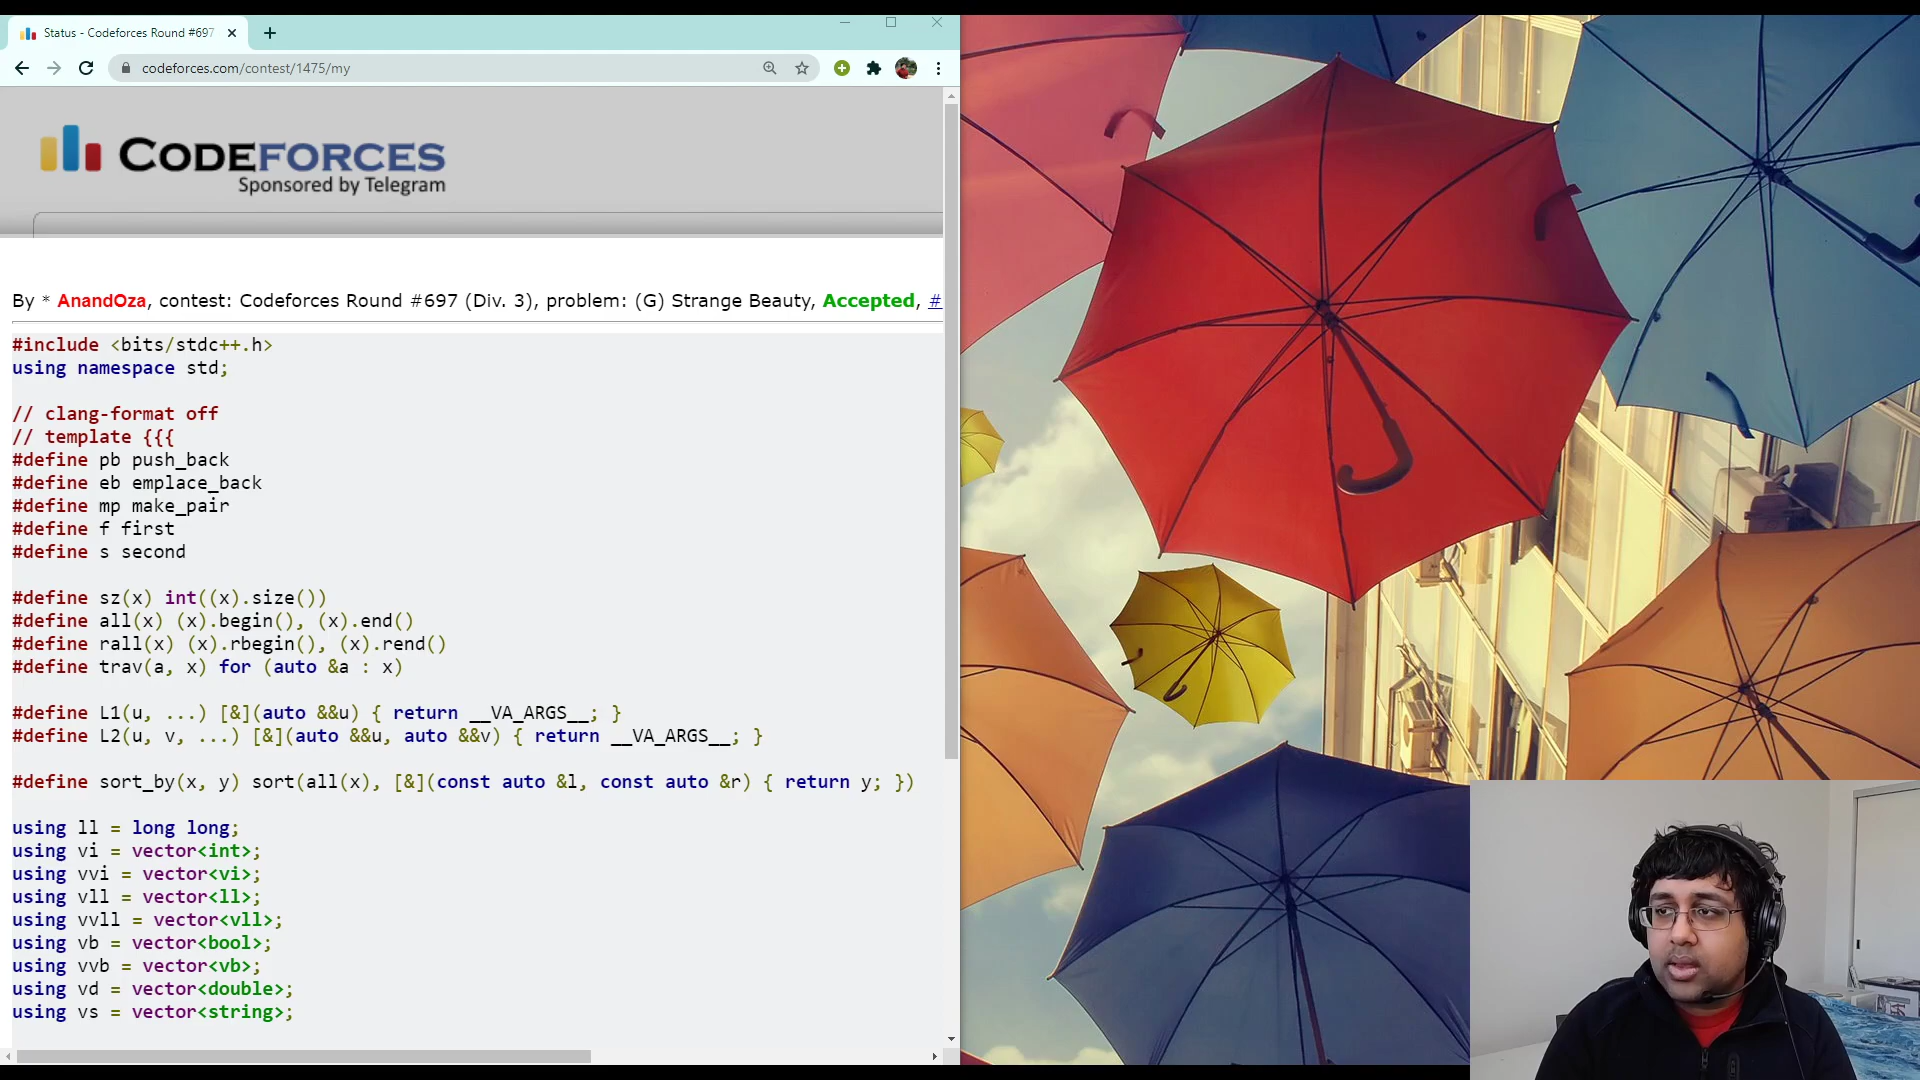 Status - Codeforces Round #697
codeforces.com/contest/1475/my
CODEFORCES
Sponsored by Telegram
By * AnandOza, contest: Codeforces Round #697 (Div. 3), problem: (G) Strange Beauty, Accepted, #
#include <bits/stdc++.h>
using namespace std;
// clang-format off
// template {{{
#define pb push_back
#define eb emplace_back
#define mp make_pair
#define f first
#define s second
#define sz(x) int((x).size())
#define all(x) (x).begin(), (x).end()
#define rall(x) (x).rbegin(), (x).rend()
#define trav(a, x) for (auto &a : x)
#define L1(u, ...) [&](auto &&u) { return __VA_ARGS__; }
#define L2(u, v, ...) [&](auto &&u, auto &&v) { return __VA_ARGS__; }
#define sort_by(x, y) sort(all(x), [&](const auto &l, const auto &r) { return y; })
using ll = long long;
using vi = vector<int>;
using vvi = vector<vi>;
using vll = vector<ll>;
using vvll = vector<vll>;
using vb = vector<bool>;
using vvb = vector<vb>;
using vd = vector<double>;
using vs = vector<string>;